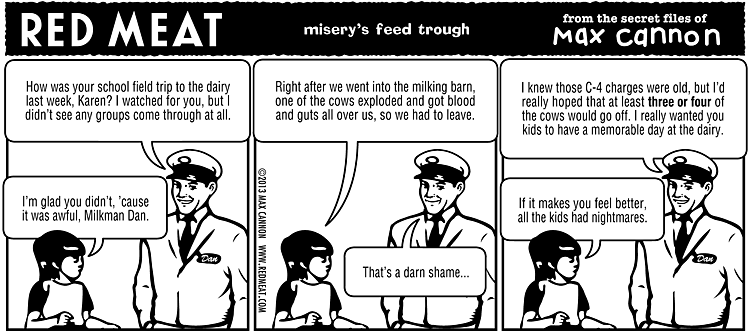 RED MEAT
misery's feed trough
from the secret files of
Max cannon
How was your school field trip to the dairy
last week, Karen? I watched for you, but I
didn't see any groups come through at all.
I'm glad you didn't, 'cause
it was awful, Milkman Dan.
Dan
Right after we went into the milking barn,
one of the cows exploded and got blood
and guts all over us, so we had to leave.
That's a darn shame...
©2013 MAX CANNON WWW.REDMEAT.COM
I knew those C-4 charges were old, but I'd
really hoped that at least three or four of
the cows would go off. I really wanted you
kids to have a memorable day at the dairy.
If it makes you feel better,
all the kids had nightmares.
Dan